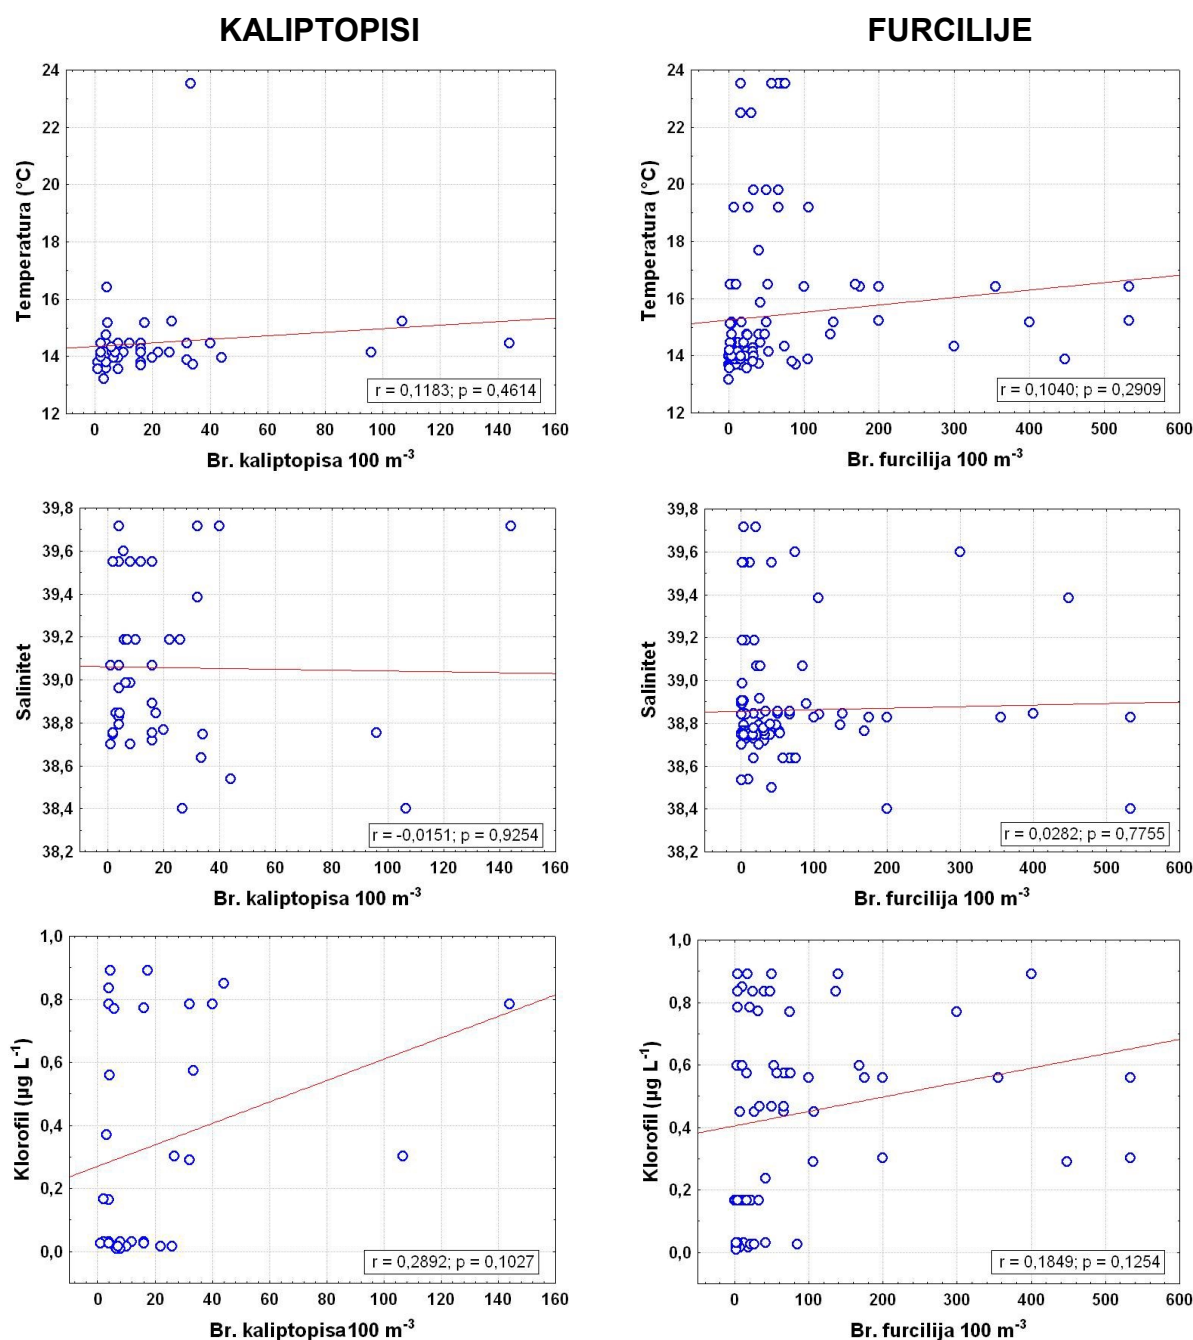 KALIPTOPISI
FURCILIJE
24
22
20
18
16
14
12
Temperatura (°C)
r = 0,1183; p = 0,4614
0 20 40 60 80 100 120 140 160
Br. kaliptopisa 100 m⁻³
24
22
20
18
16
14
12
Temperatura (°C)
r = 0,1040; p = 0,2909
0 100 200 300 400 500 600
Br. furcilija 100 m⁻³
39,8
39,6
39,4
39,2
39,0
38,8
38,6
38,4
38,2
Salinitet
r = -0,0151; p = 0,9254
0 20 40 60 80 100 120 140 160
Br. kaliptopisa 100 m⁻³
39,8
39,6
39,4
39,2
39,0
38,8
38,6
38,4
38,2
Salinitet
r = 0,0282; p = 0,7755
0 100 200 300 400 500 600
Br. furcilija 100 m⁻³
1,0
0,8
0,6
0,4
0,2
0,0
Klorofil (µg L⁻¹)
r = 0,2892; p = 0,1027
0 20 40 60 80 100 120 140 160
Br. kaliptopisa100 m⁻³
1,0
0,8
0,6
0,4
0,2
0,0
Klorofil (µg L⁻¹)
r = 0,1849; p = 0,1254
0 100 200 300 400 500 600
Br. furcilija 100 m⁻³